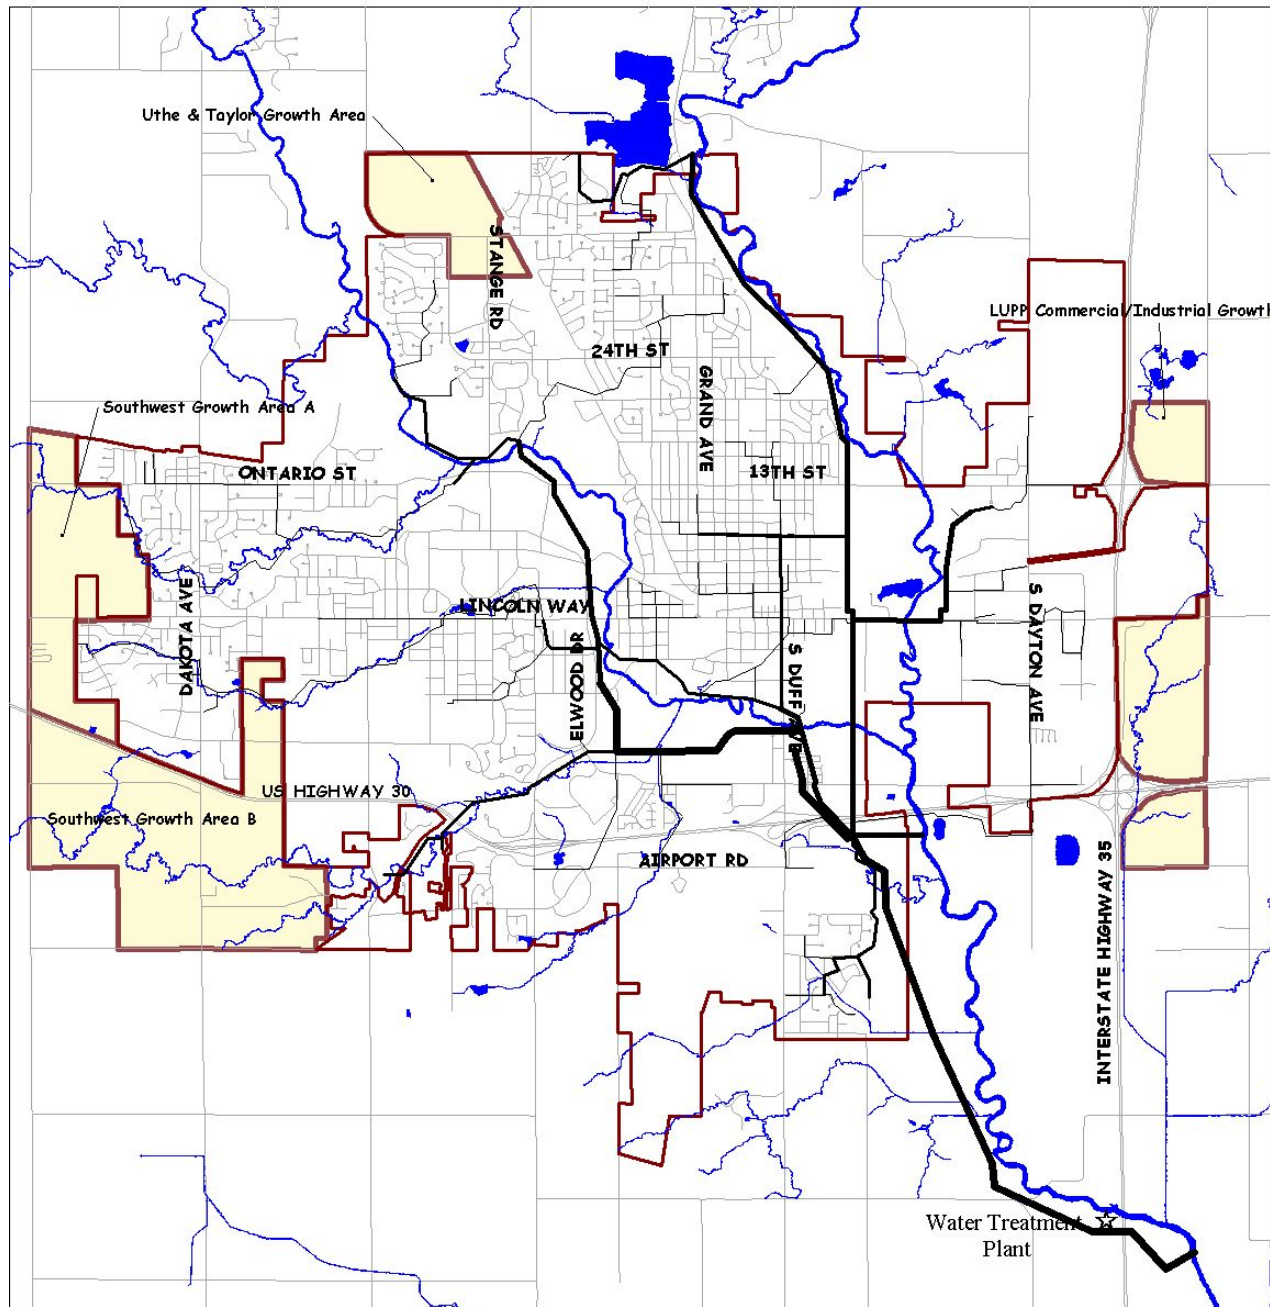 Uthe & Taylor Growth Area
STANGE RD
LUPP Commercial/Industrial Growth
24TH ST
GRAND AVE
Southwest Growth Area A
ONTARIO ST
13TH ST
DAKOTA AVE
LINCOLN WAY
ELWOOD DR
S DUFF
S DAYTON AVE
US HIGHWAY 30
Southwest Growth Area B
AIRPORT RD
INTERSTATE HIGHWAY 35
Water Treatment
Plant